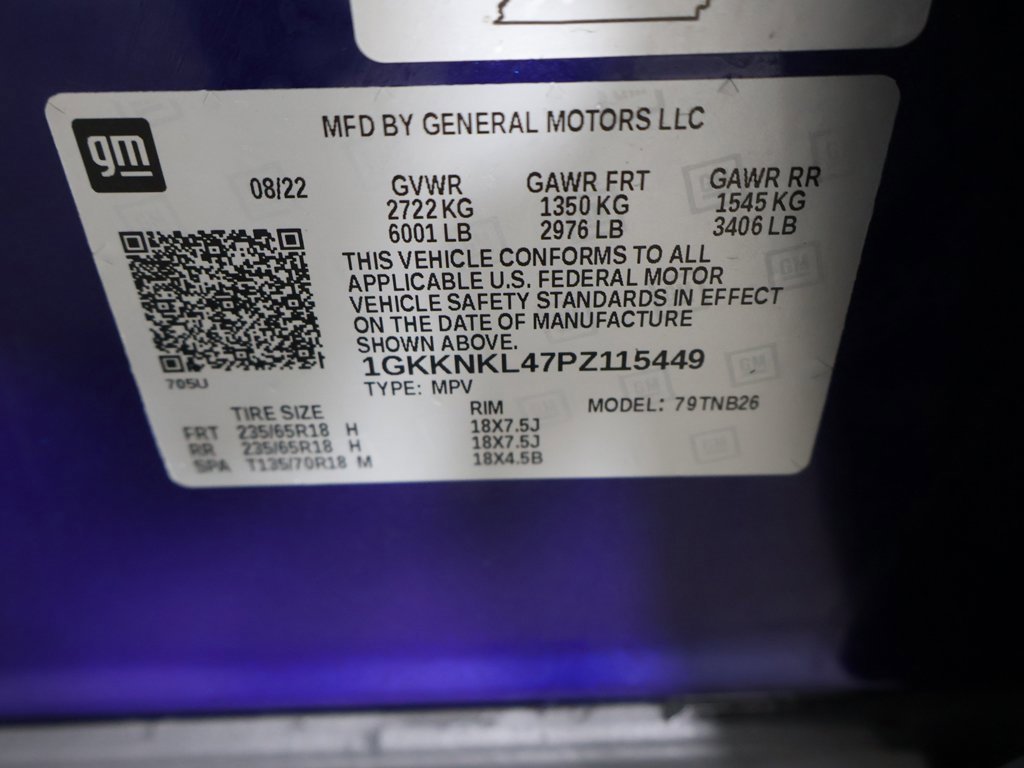 gm
MFD BY GENERAL MOTORS LLC
08/22
GVWR GAWR FRT GAWR RR
2722 KG 1350 KG 1545 KG
6001 LB 2976 LB 3406 LB
THIS VEHICLE CONFORMS TO ALL
APPLICABLE U.S. FEDERAL MOTOR
VEHICLE SAFETY STANDARDS IN EFFECT
ON THE DATE OF MANUFACTURE
SHOWN ABOVE.
1GKKNKL47PZ115449
705U
TYPE: MPV
TIRE SIZE RIM MODEL: 79TNB26
FRT 235/65R18 H 18X7.5J
RR 235/65R18 H 18X7.5J
SPA T135/70R18 M 18X4.5B